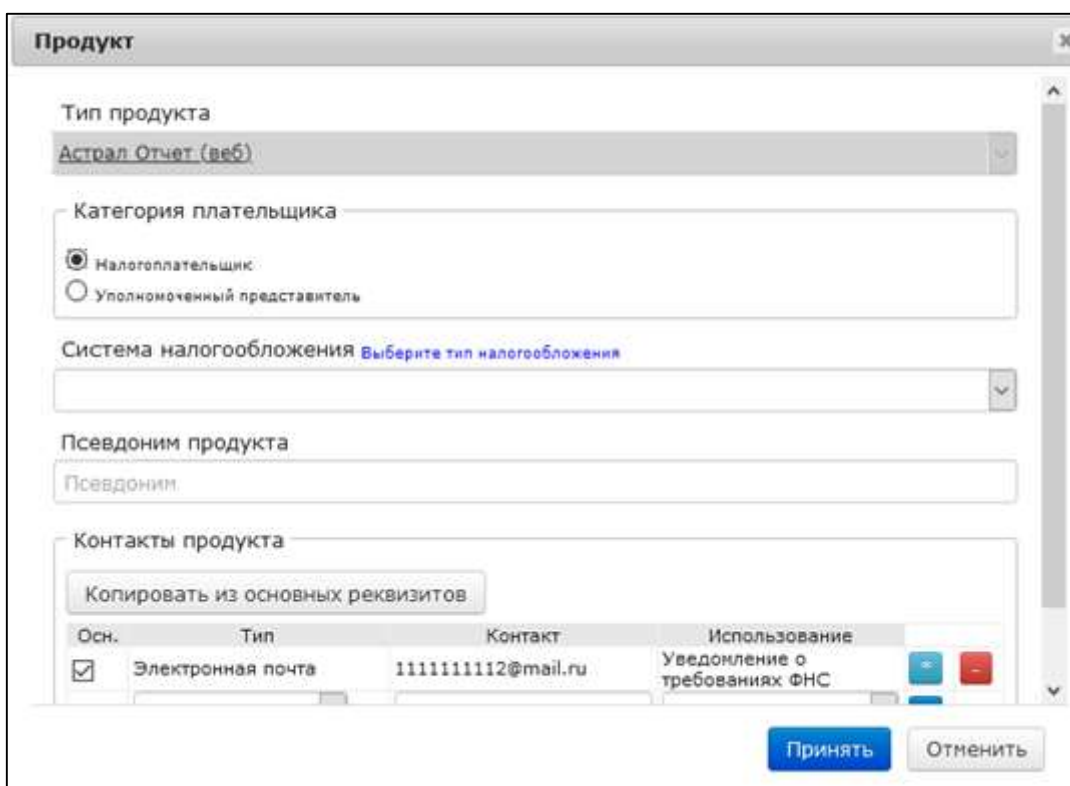 Продукт
x
Тип продукта
Астрал Отчет (веб)
Категория плательщика
Налогоплательщик
Уполномоченный представитель
Система налогообложения Выберите тип налогообложения
Псевдоним продукта
Псевдоним
Контакты продукта
Копировать из основных реквизитов
Осн. Тип Контакт Использование
Электронная почта 1111111112@mail.ru Уведомление о требованиях ФНС * -
Принять Отменить